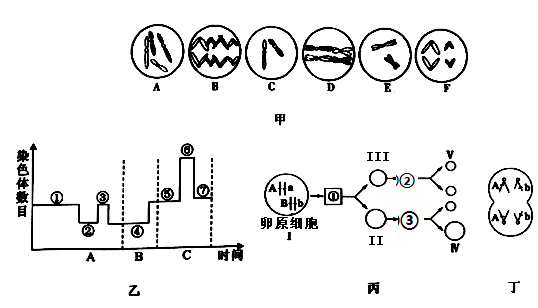 A B C D E F
甲
染色体数目
① ② ③ ④ ⑤ ⑥ ⑦
A B C 时间
乙
A a B b
卵原细胞
I
①
III ② V
II ③ IV
丙
A b
A b
丁